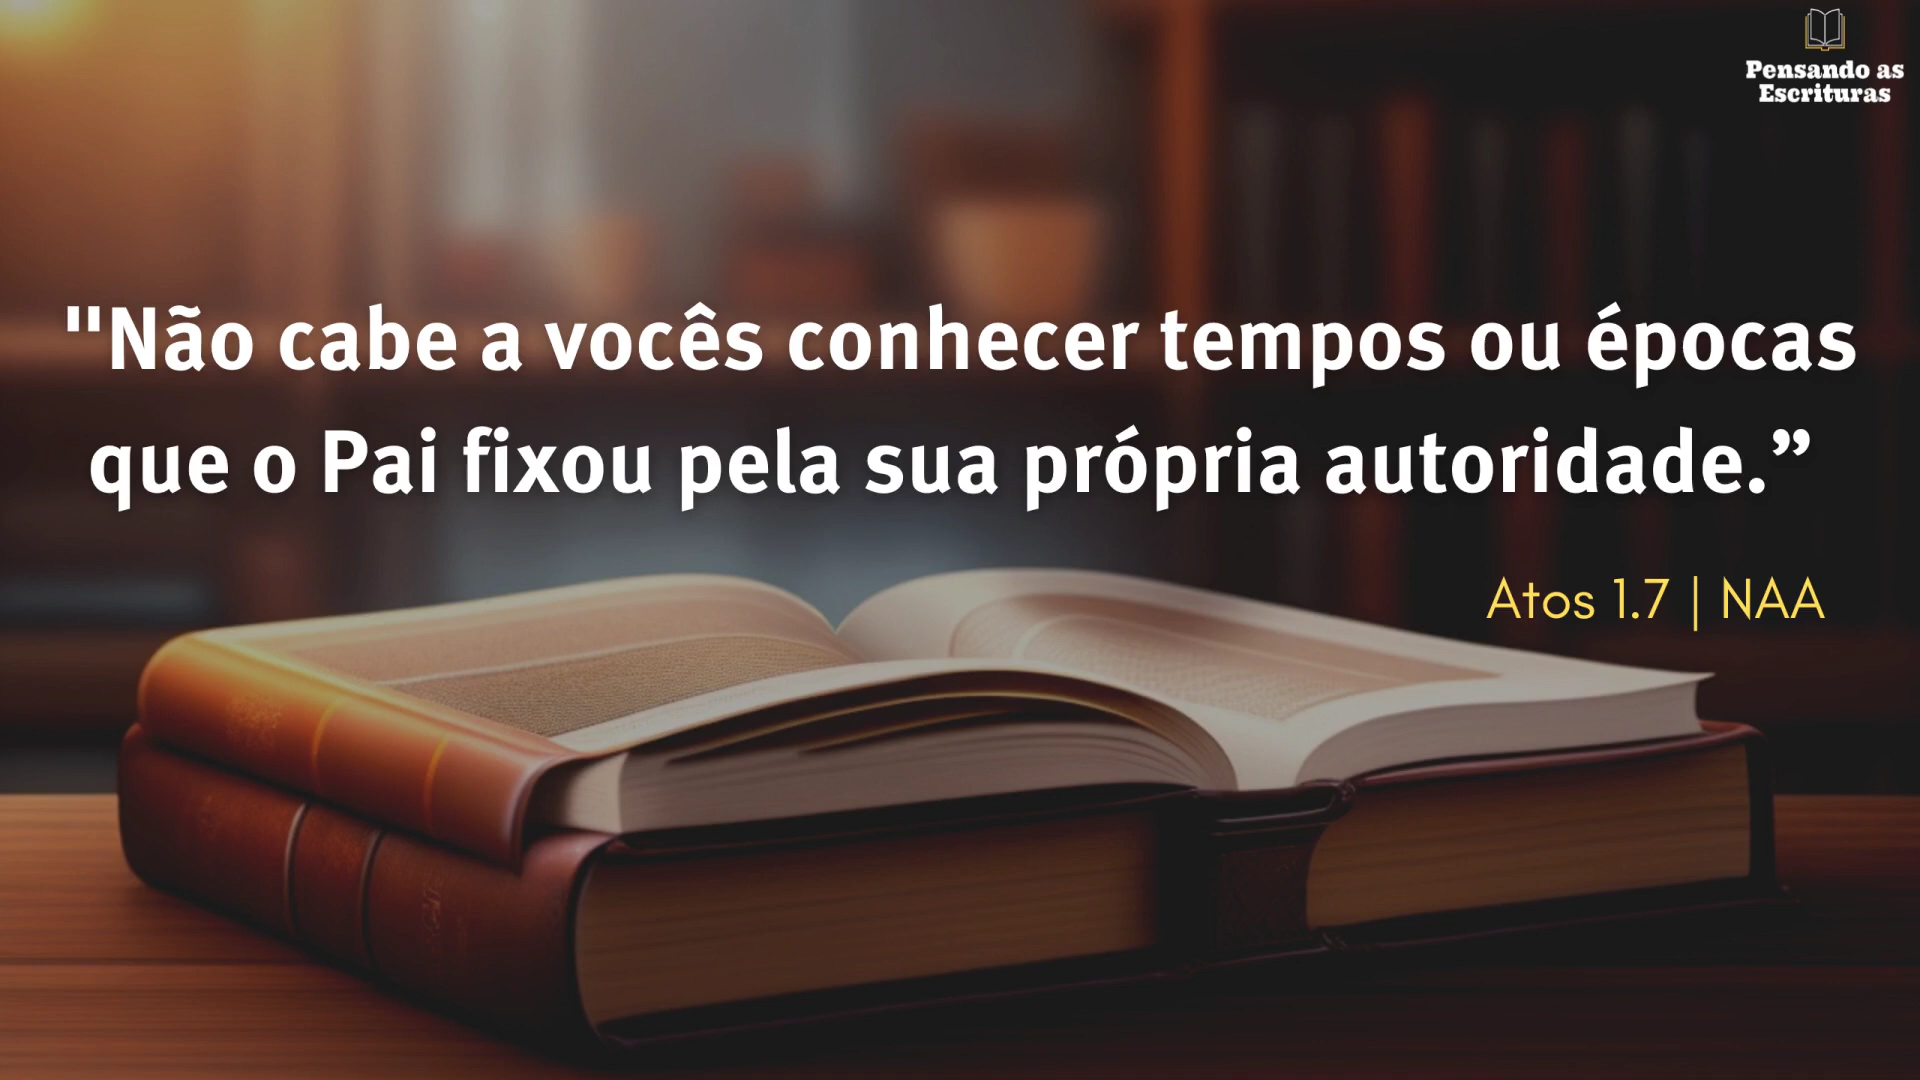 Pensando as
Escrituras
"Não cabe a vocês conhecer tempos ou épocas
que o Pai fixou pela sua própria autoridade.”
Atos 1.7 | NAA